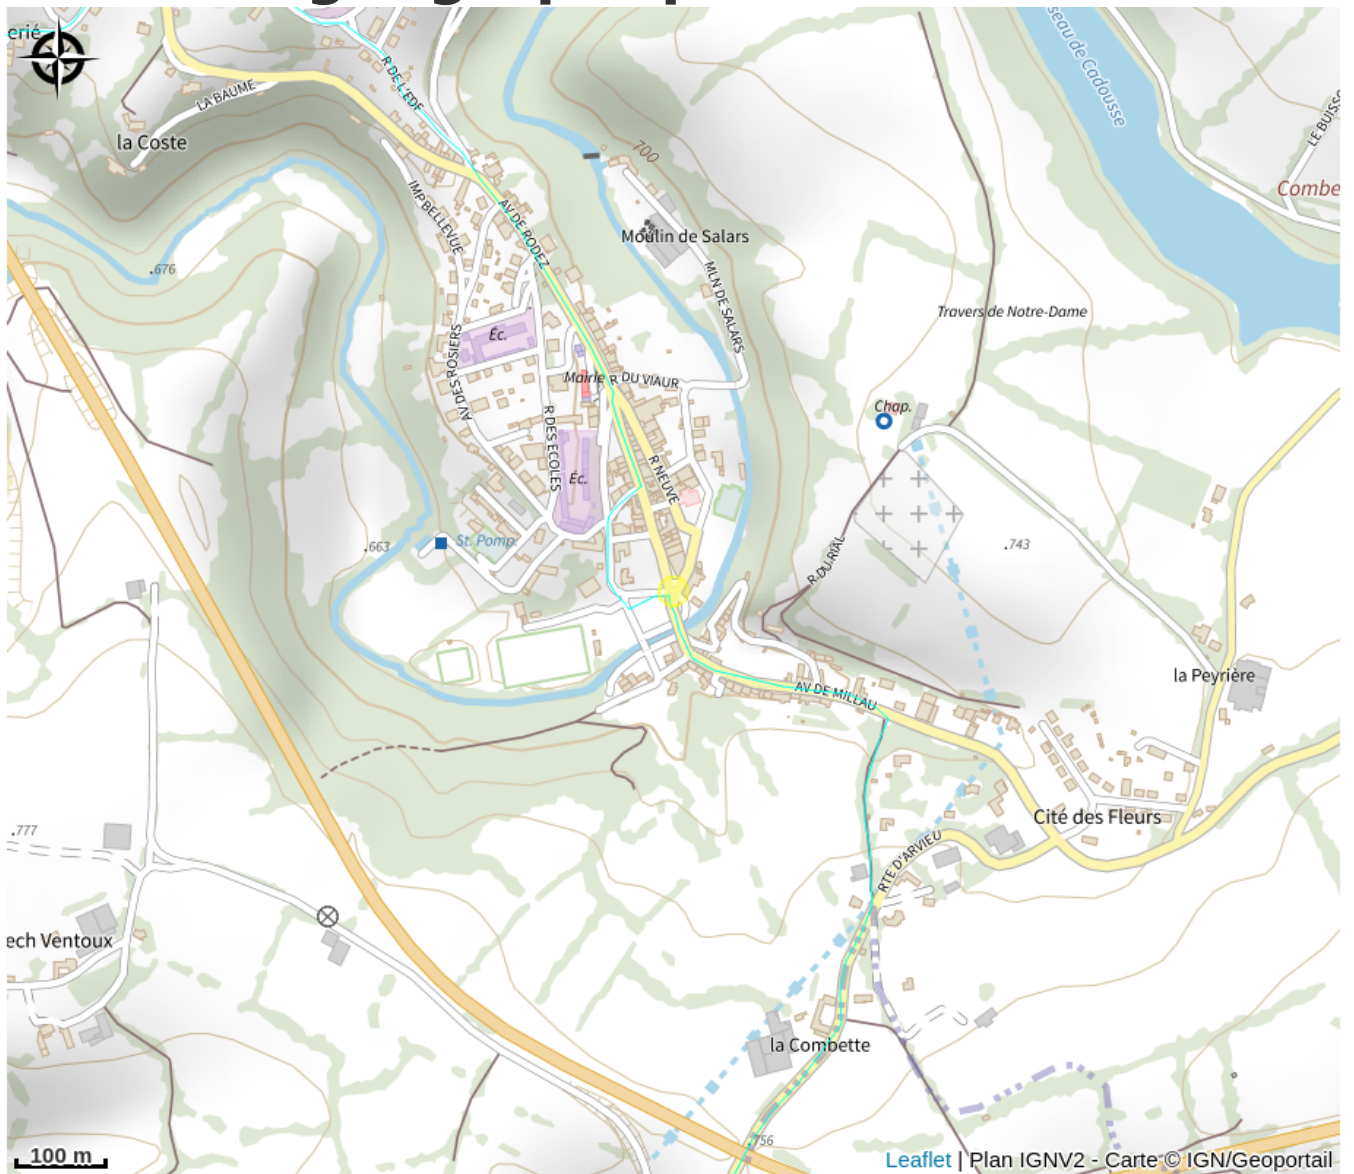 erié
R DE L'EDF
seau de Cadousse
LA BAUME
la Coste
700
LE BUISS
IMP BELLEVUE
Combe
AV DE RODEZ
Moulin de Salars
.676
MLN DE SALARS
Travers de Notre-Dame
Éc.
AV DES ROSIERS
Mairie
R DU VIAUR
Chap.
R DES ECOLES
R NEUVE
Éc.
St. Pomp.
.663
.743
R DU RIAL
la Peyrière
AV DE MILLAU
Cité des Fleurs
.777
RTE D'ARVIEU
ech Ventoux
la Combette
.756
100 m
Leaflet | Plan IGNV2 - Carte © IGN/Geoportail